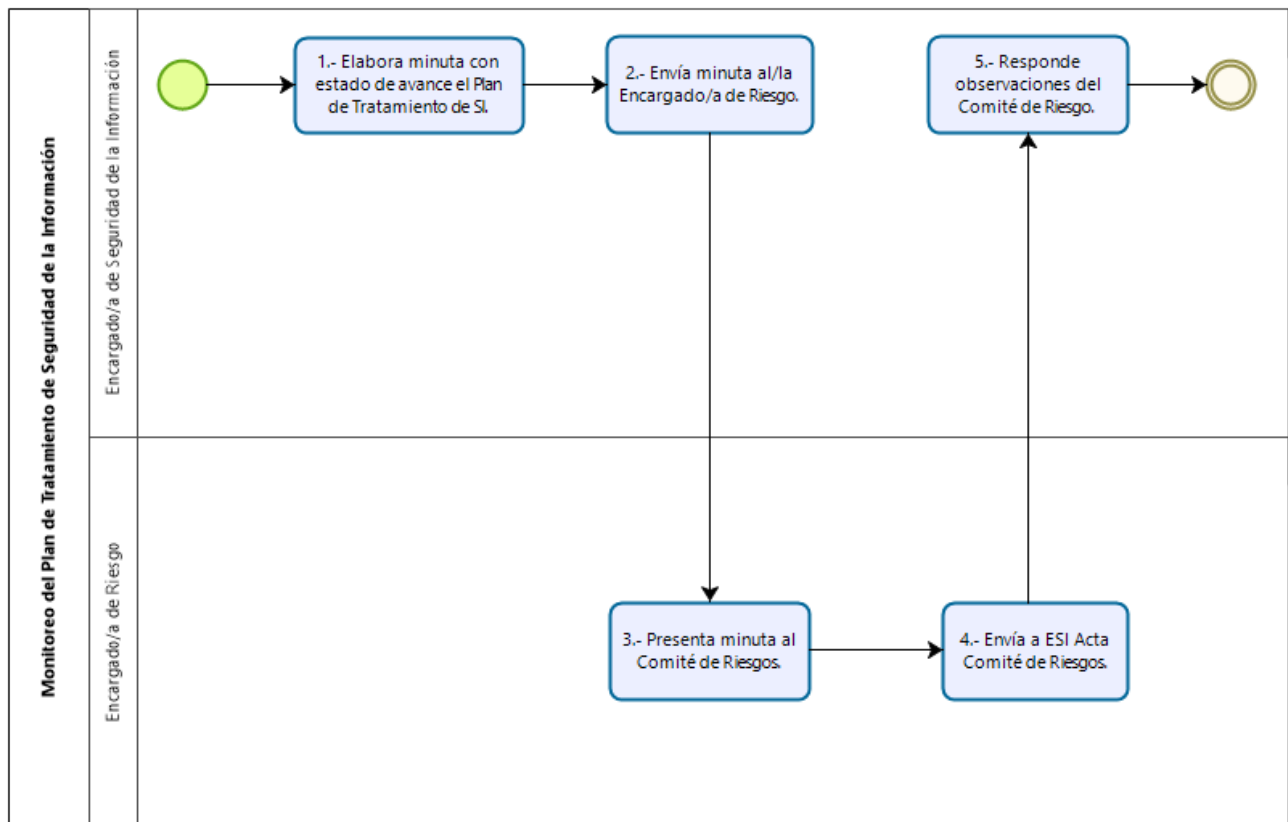 Monitoreo del Plan de Tratamiento de Seguridad de la Información
Encargado/a de Seguridad de la Información
1.- Elabora minuta con
estado de avance el Plan
de Tratamiento de SI.
2.- Envía minuta al/la
Encargado/a de Riesgo.
5.- Responde
observaciones del
Comité de Riesgo.
Encargado/a de Riesgo
3.- Presenta minuta al
Comité de Riesgos.
4.- Envía a ESI Acta
Comité de Riesgos.